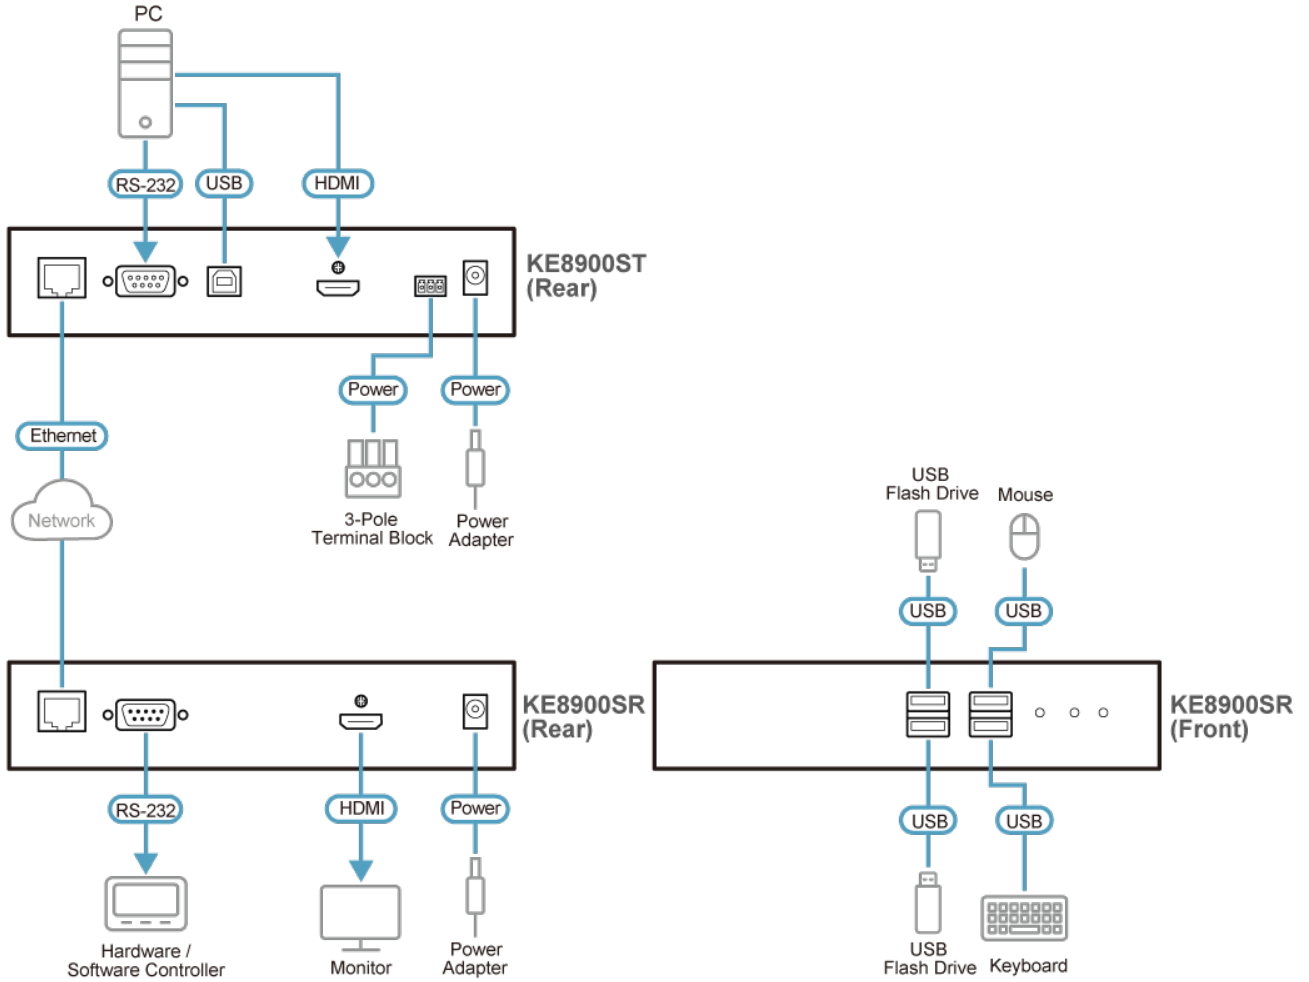 PC
RS-232
USB
HDMI
KE8900ST
(Rear)
Power
Power
Ethernet
Network
3-Pole
Terminal Block
Power
Adapter
USB
Flash Drive
Mouse
USB
USB
KE8900SR
(Rear)
KE8900SR
(Front)
RS-232
HDMI
Power
USB
USB
Hardware /
Software Controller
Monitor
Power
Adapter
USB
Flash Drive
Keyboard